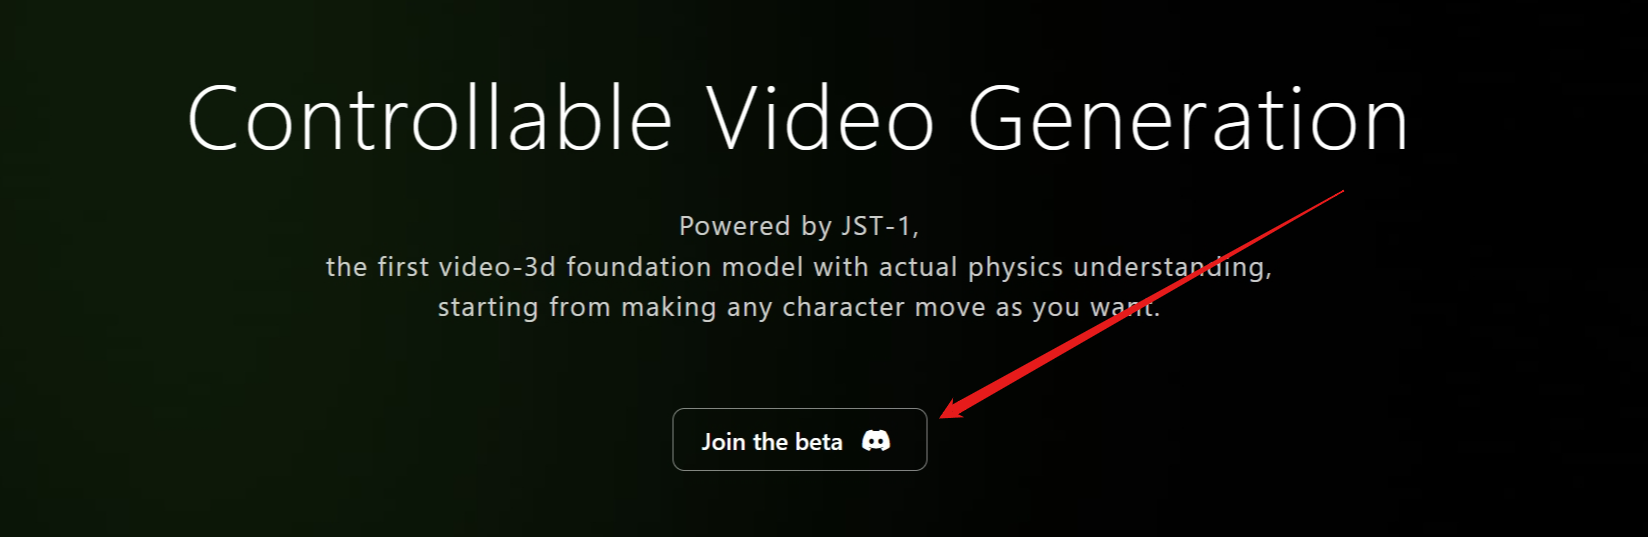 Controllable Video Generation
Powered by JST-1,
the first video-3d foundation model with actual physics understanding,
starting from making any character move as you want.
Join the beta